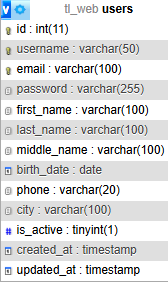 v tl_web users
id : int(11)
username : varchar(50)
email : varchar(100)
password : varchar(255)
first_name : varchar(100)
last_name : varchar(100)
middle_name : varchar(100)
birth_date : date
phone : varchar(20)
city : varchar(100)
# is_active : tinyint(1)
created_at : timestamp
updated_at : timestamp